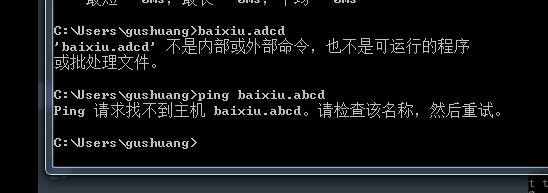 C:\Users\gushuang>baixiu.adcd
'baixiu.adcd' 不是内部或外部命令，也不是可运行的程序
或批处理文件。
C:\Users\gushuang>ping baixiu.abcd
Ping 请求找不到主机 baixiu.abcd。请检查该名称，然后重试。
C:\Users\gushuang>